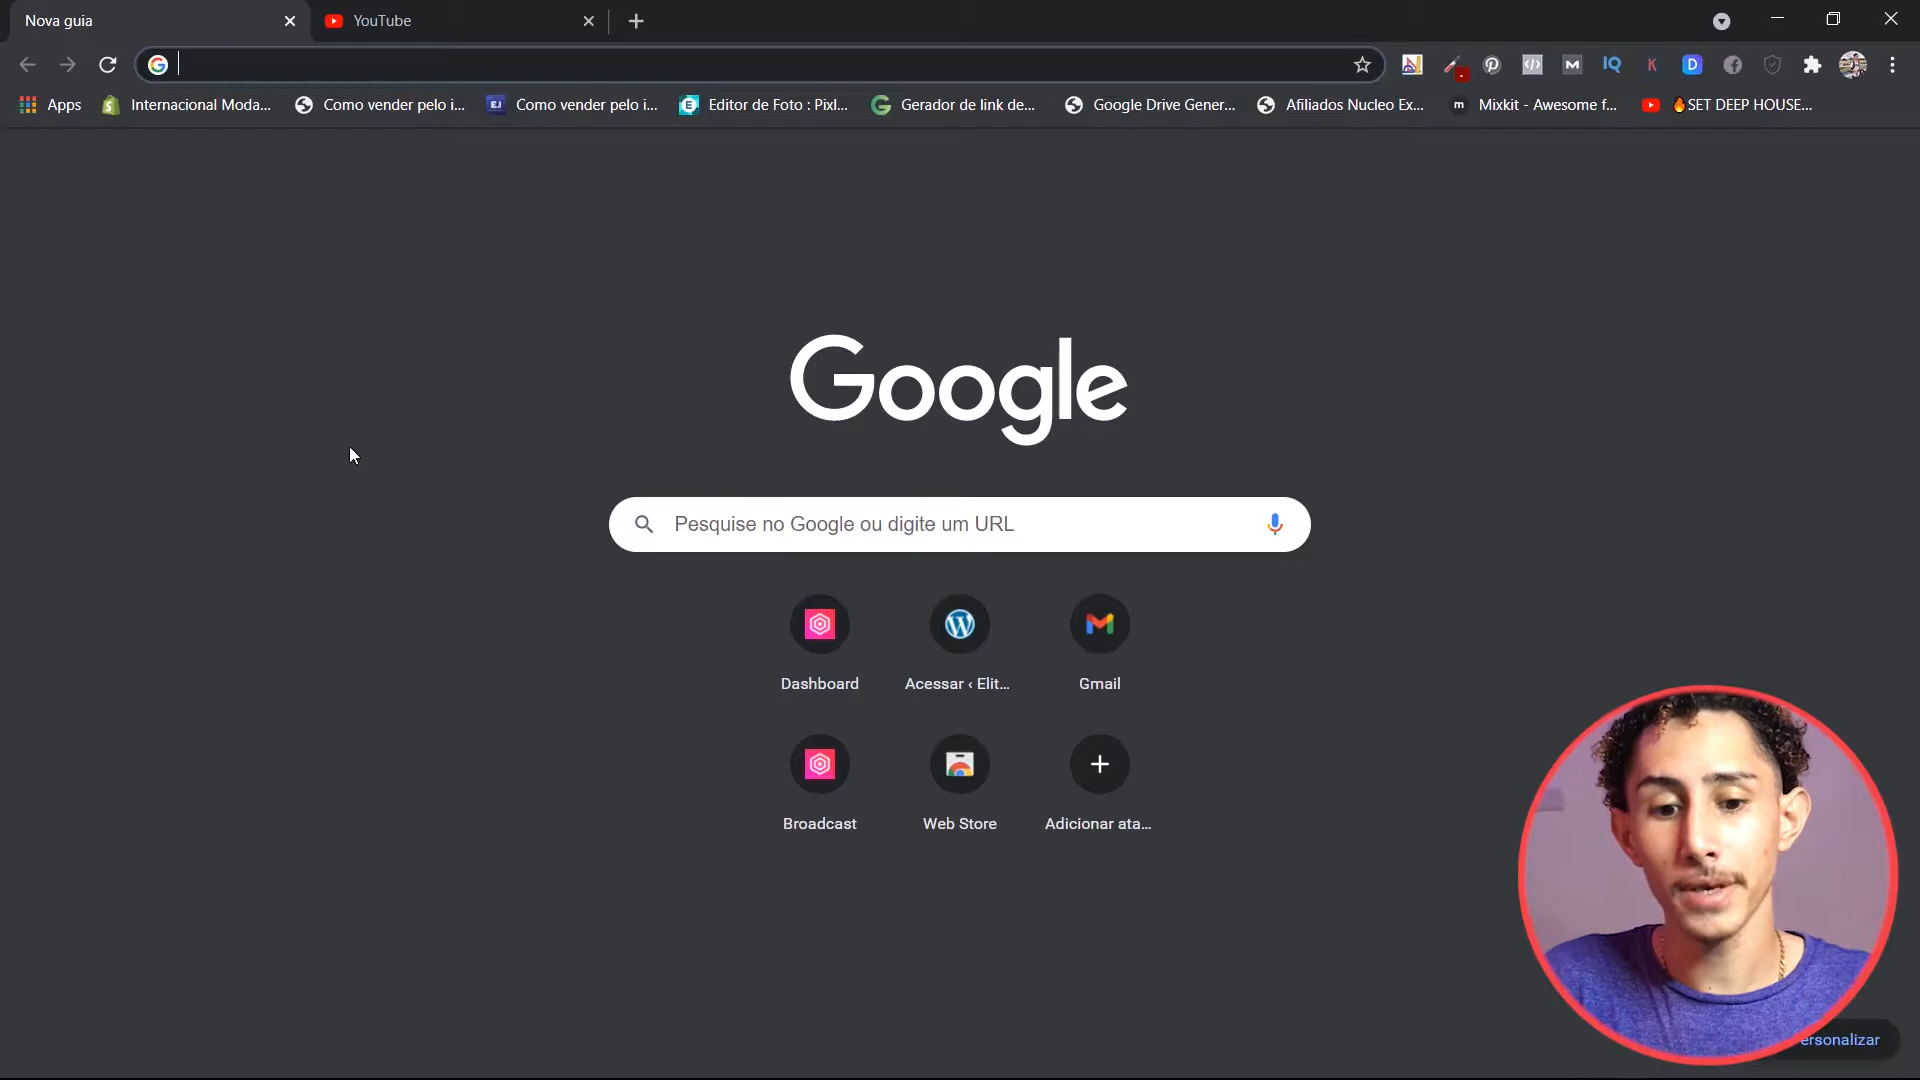 Nova guia
YouTube
Apps
Internacional Moda...
Como vender pelo i...
Como vender pelo i...
Editor de Foto : Pixl...
Gerador de link de...
Google Drive Gener...
Afiliados Nucleo Ex...
Mixkit - Awesome f...
🔥SET DEEP HOUSE...
Google
Pesquise no Google ou digite um URL
Dashboard
Acessar ‹ Elit...
Gmail
Broadcast
Web Store
Adicionar ata...
ersonalizar